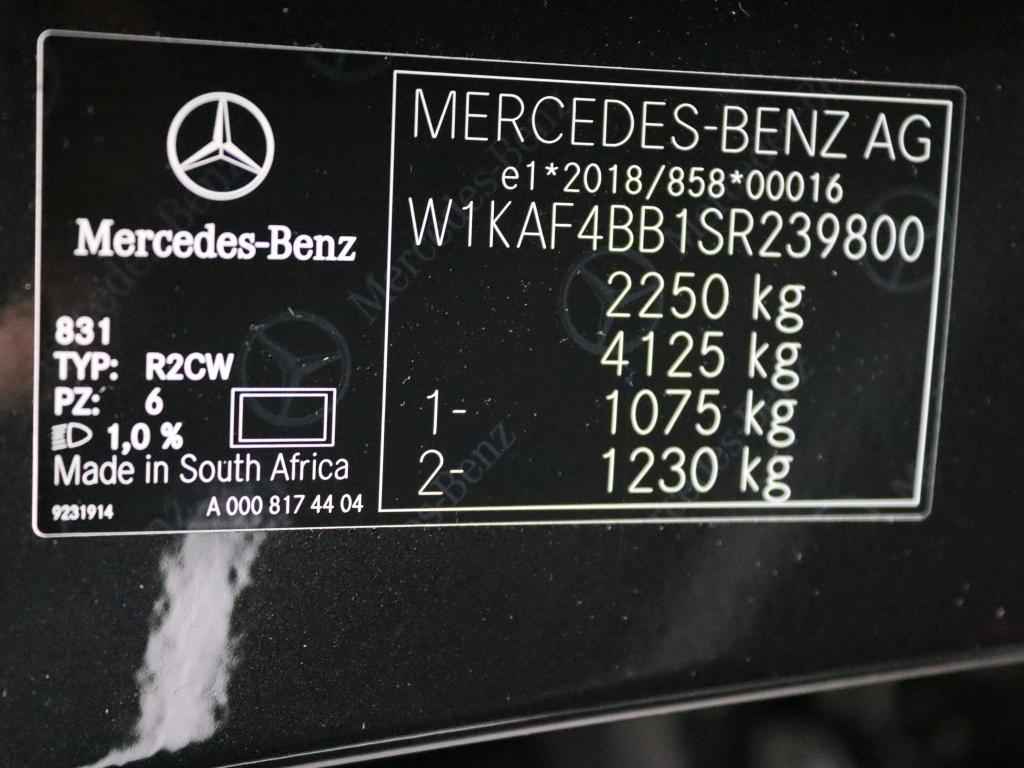 Mercedes-Benz
831
TYP: R2CW
PZ: 6
1,0 %
Made in South Africa
9231914 A 000 817 44 04
MERCEDES-BENZ AG
e1*2018/858*00016
W1KAF4BB1SR239800
2250 kg
4125 kg
1- 1075 kg
2- 1230 kg